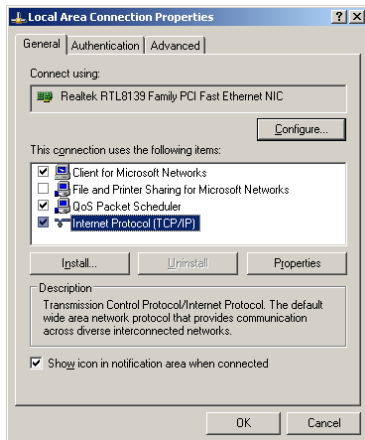 Local Area Connection Properties
General Authentication Advanced
Connect using:
Realtek RTL8139 Family PCI Fast Ethernet NIC
Configure...
This connection uses the following items:
Client for Microsoft Networks
File and Printer Sharing for Microsoft Networks
QoS Packet Scheduler
Internet Protocol (TCP/IP)
Install... Uninstall Properties
Description
Transmission Control Protocol/Internet Protocol. The default
wide area network protocol that provides communication
across diverse interconnected networks.
Show icon in notification area when connected
OK Cancel